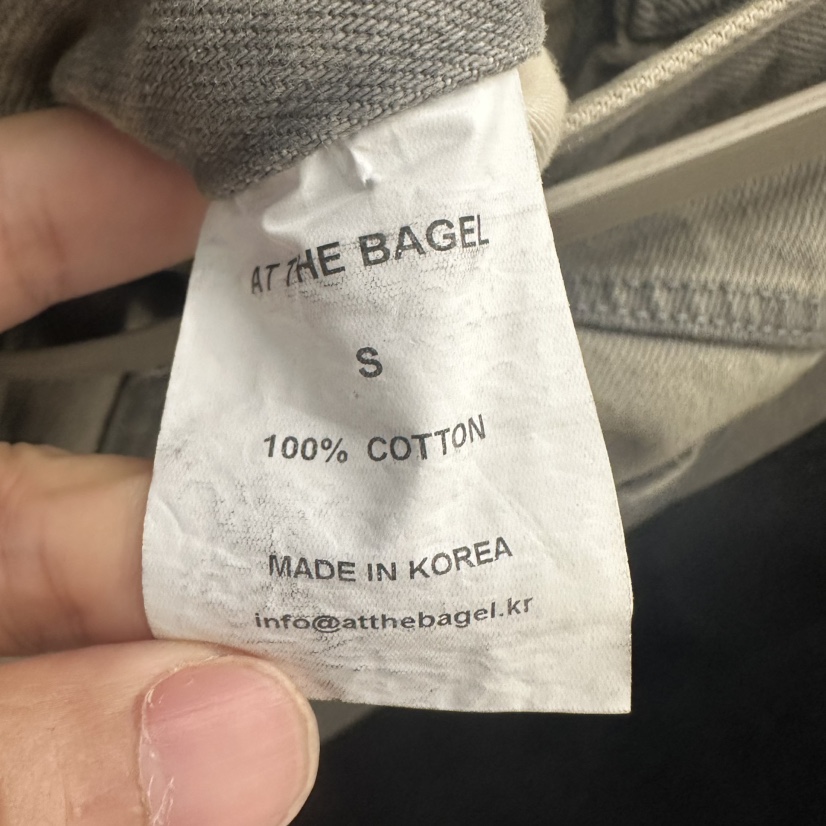 AT THE BAGEL
S
100% COTTON
MADE IN KOREA
info@atthebagel.kr